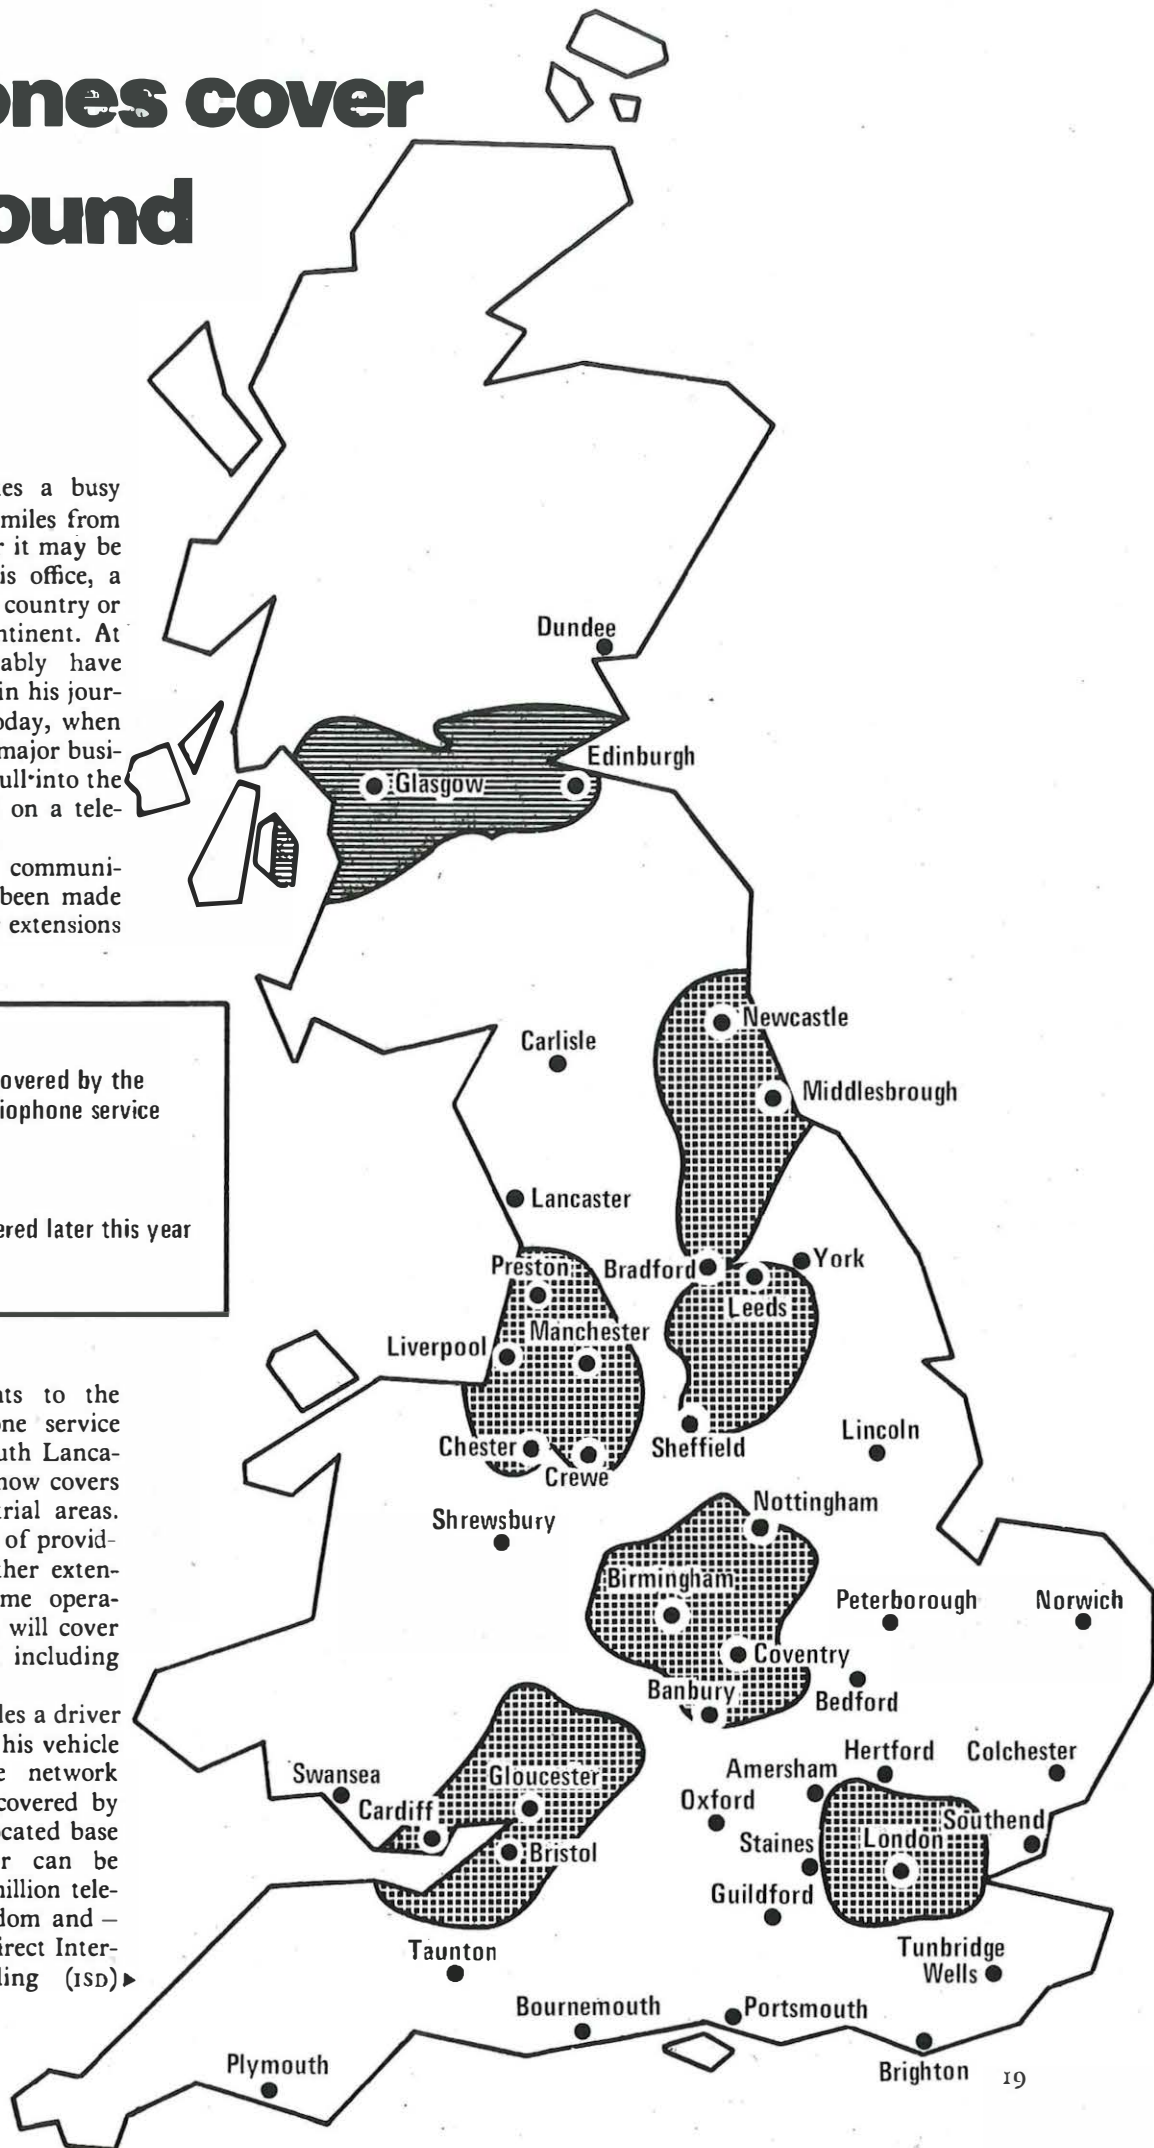 ones cover
ound
es a busy
miles from
r it may be
is office, a
country or
ntinent. At
ably have
in his jour-
oday, when
major busi-
ull into the
on a tele-
communi-
been made
extensions
overed by the
iophone service
ered later this year
nts to the
ne service
uth Lanca-
now covers
trial areas.
of provid-
ther exten-
me opera-
will cover
including
les a driver
his vehicle
e network
covered by
cated base
r can be
million tele-
dom and –
irect Inter-
ling (ISD)▶
Dundee
Edinburgh
Glasgow
Newcastle
Carlisle
Middlesbrough
Lancaster
York
Preston
Bradford
Leeds
Manchester
Liverpool
Lincoln
Chester
Sheffield
Crewe
Nottingham
Shrewsbury
Birmingham
Peterborough
Norwich
Coventry
Banbury
Bedford
Hertford
Colchester
Amersham
Swansea
Gloucester
Oxford
Cardiff
Southend
Staines
London
Bristol
Guildford
Taunton
Tunbridge
Wells
Bournemouth
Portsmouth
Plymouth
Brighton
19